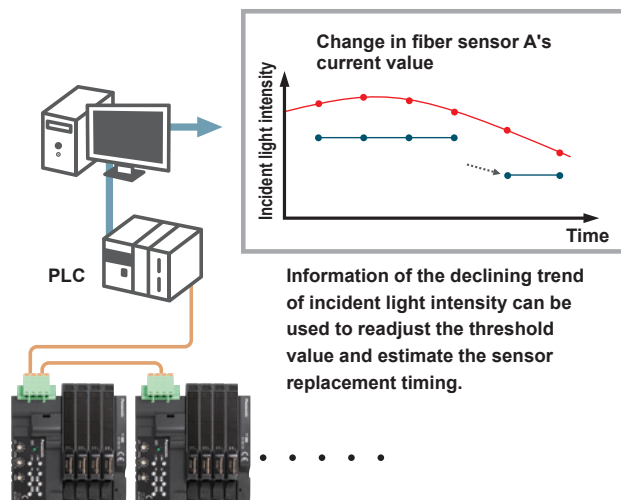 Change in fiber sensor A's
current value
Incident light intensity
Time
PLC
Information of the declining trend
of incident light intensity can be
used to readjust the threshold
value and estimate the sensor
replacement timing.